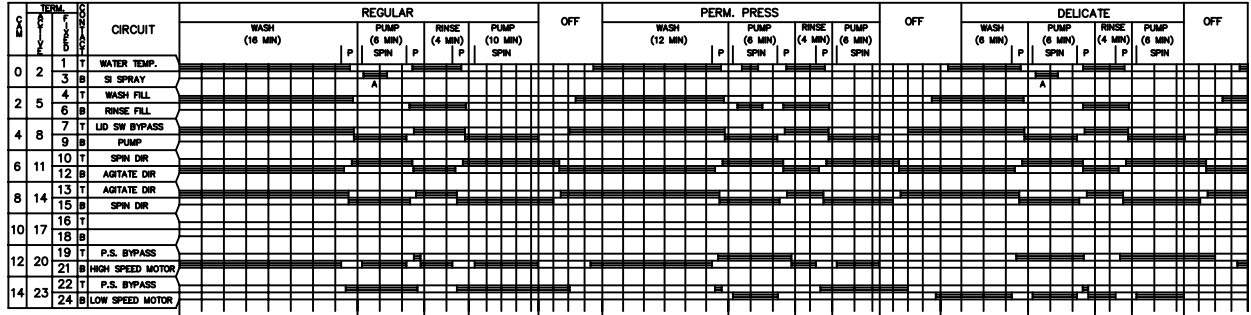 CAM TERM. CONTACT CIRCUIT REGULAR OFF PERM. PRESS OFF DELICATE OFF
ACTIVE FIXED
WASH PUMP RINSE PUMP WASH PUMP RINSE PUMP WASH PUMP RINSE PUMP
(16 MIN) (6 MIN) (4 MIN) (10 MIN) (12 MIN) (6 MIN) (4 MIN) (6 MIN) (6 MIN) (6 MIN) (4 MIN) (6 MIN)
P SPIN P SPIN P SPIN P SPIN P SPIN P SPIN
0 2 1 T WATER TEMP.
3 B SI SPRAY
A A
2 5 4 T WASH FILL
6 B RINSE FILL
4 8 7 T LID SW BYPASS
9 B PUMP
6 11 10 T SPIN DIR
12 B AGITATE DIR
8 14 13 T AGITATE DIR
15 B SPIN DIR
10 17 16 T
18 B
12 20 19 T P.S. BYPASS
21 B HIGH SPEED MOTOR
14 23 22 T P.S. BYPASS
24 B LOW SPEED MOTOR